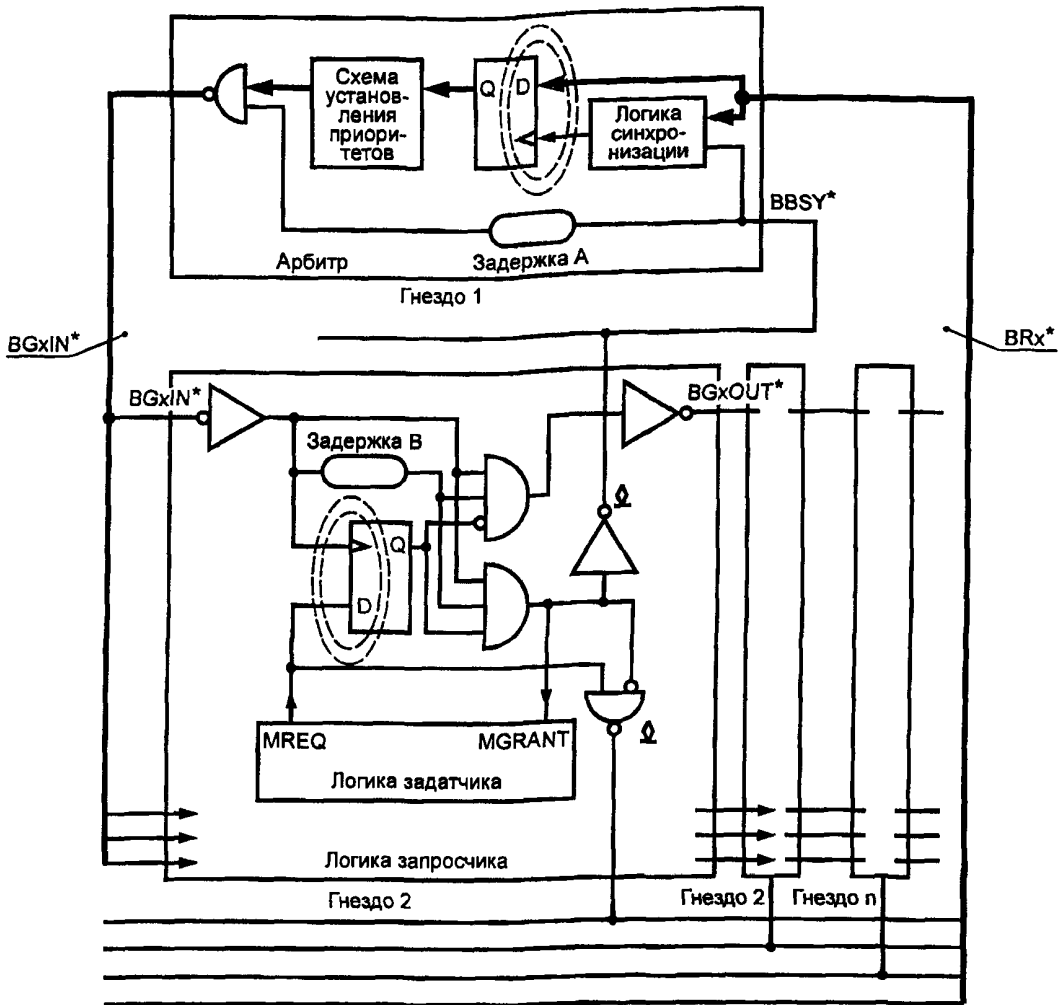 Схема
установ-
ления
приори-
тетов
Q
D
Логика
синхро-
низации
BBSY*
Арбитр
Задержка А
Гнездо 1
BGxIN*
BRx*
BGxIN*
BGxOUT*
Задержка В
Q
D
MREQ
MGRANT
Логика задатчика
Логика запросчика
Гнездо 2
Гнездо 2
Гнездо n